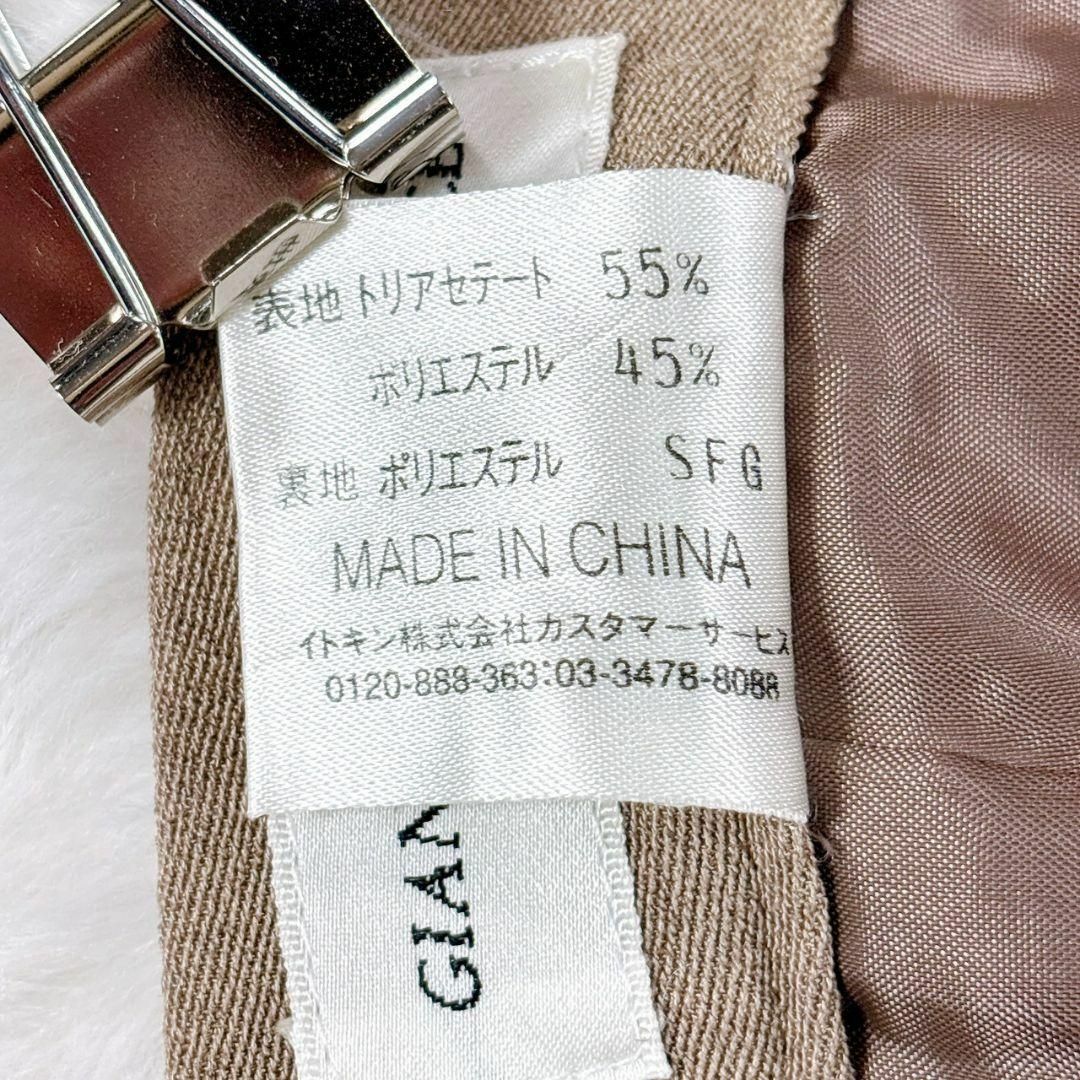 表地 トリアセテート 55%
ポリエステル 45%
裏地 ポリエステル SFG
MADE IN CHINA
イトキン株式会社カスタマーサービス
0120-888-363:03-3478-8088